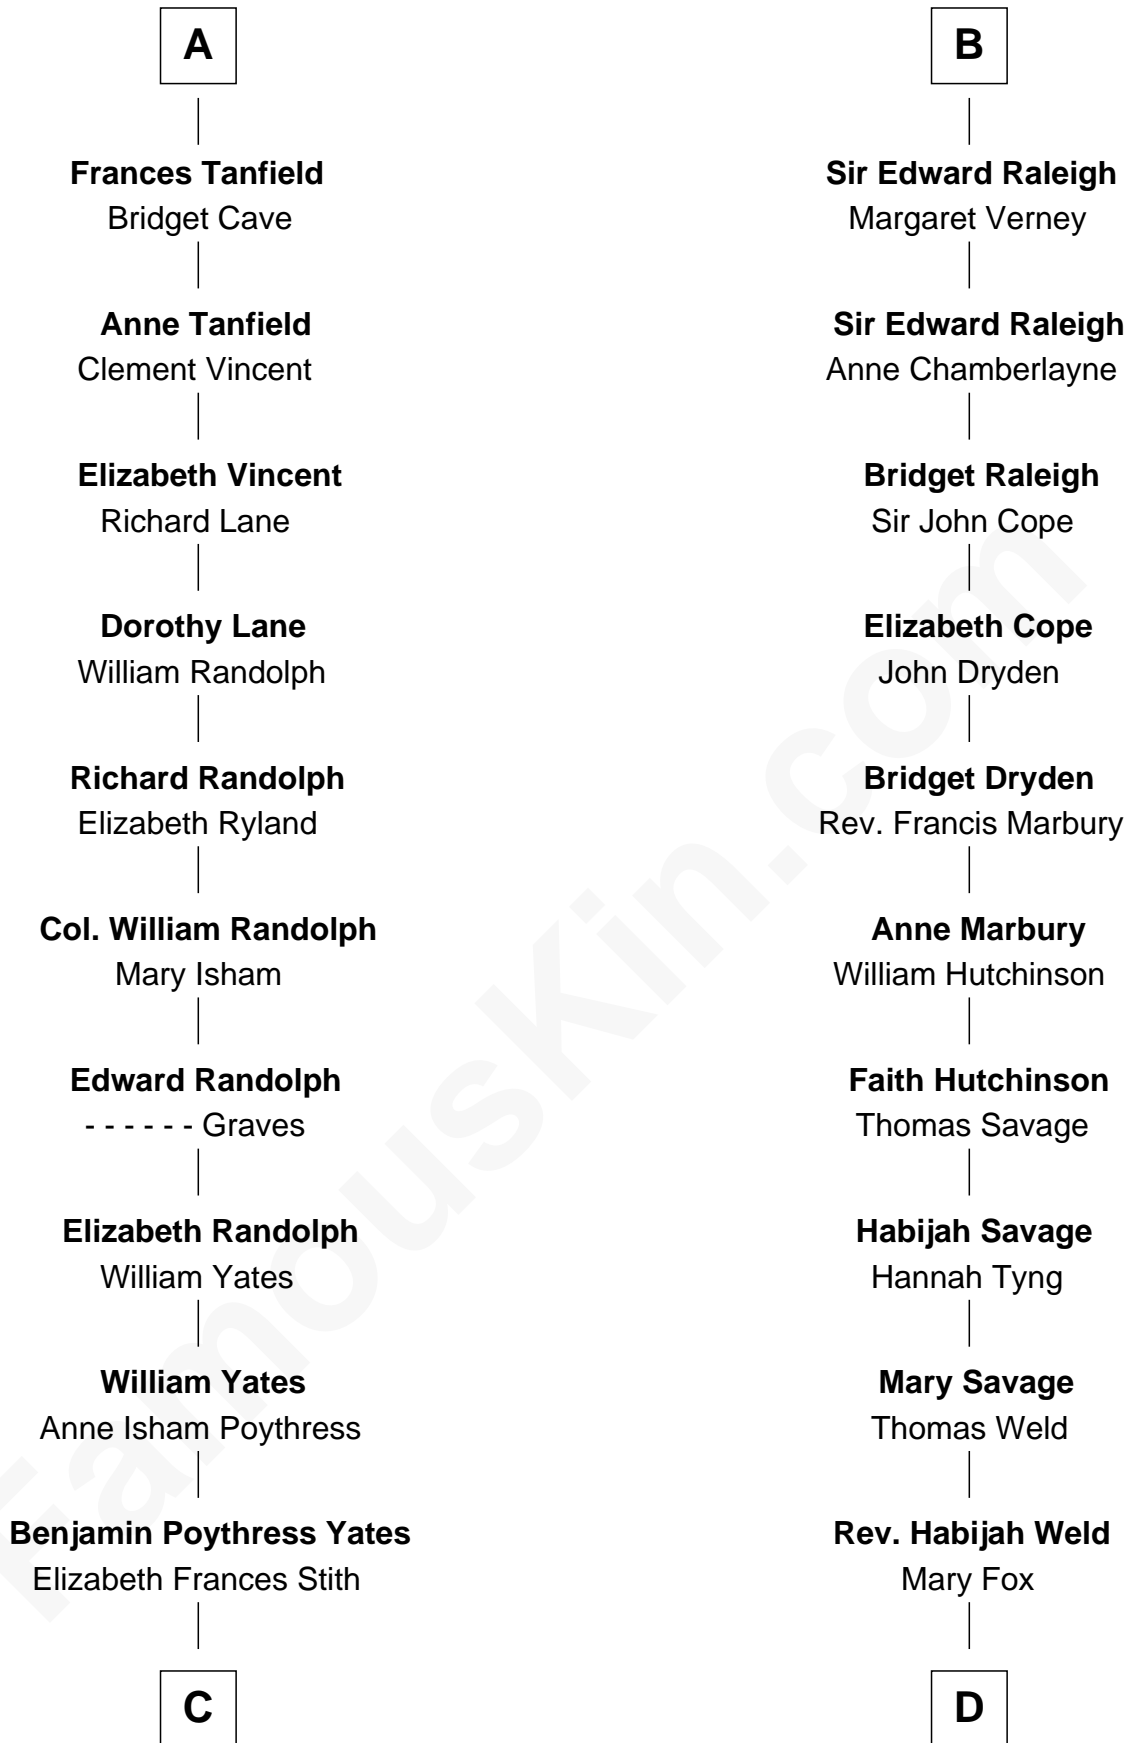 A
Frances Tanfield
Bridget Cave
Anne Tanfield
Clement Vincent
Elizabeth Vincent
Richard Lane
Dorothy Lane
William Randolph
Richard Randolph
Elizabeth Ryland
Col. William Randolph
Mary Isham
Edward Randolph
- - - - - - Graves
Elizabeth Randolph
William Yates
William Yates
Anne Isham Poythress
Benjamin Poythress Yates
Elizabeth Frances Stith
C
B
Sir Edward Raleigh
Margaret Verney
Sir Edward Raleigh
Anne Chamberlayne
Bridget Raleigh
Sir John Cope
Elizabeth Cope
John Dryden
Bridget Dryden
Rev. Francis Marbury
Anne Marbury
William Hutchinson
Faith Hutchinson
Thomas Savage
Habijah Savage
Hannah Tyng
Mary Savage
Thomas Weld
Rev. Habijah Weld
Mary Fox
D
FamousKin.com